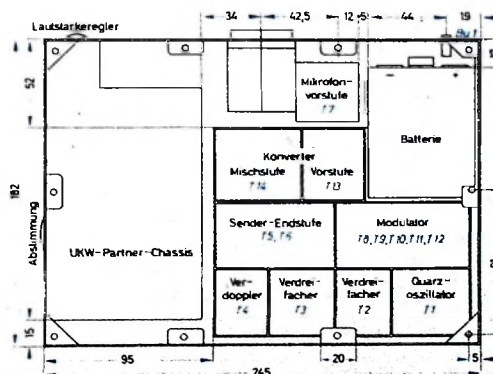 Lautstärkeregler
34
42,5
12
5
44
19
Bu 1
52
182
15
Abstimmung
Mikrofon-
vorstufe
T7
Batterie
Konverter
Mischstufe
T14
Vorstufe
T13
UKW-Partner-Chassis
Sender-Endstufe
T5, T6
Modulator
T8, T9, T10, T11, T12
Ver-
doppler
T4
Verdrei-
facher
T3
Verdrei-
facher
T2
Quarz-
oszillator
T1
95
20
5
245